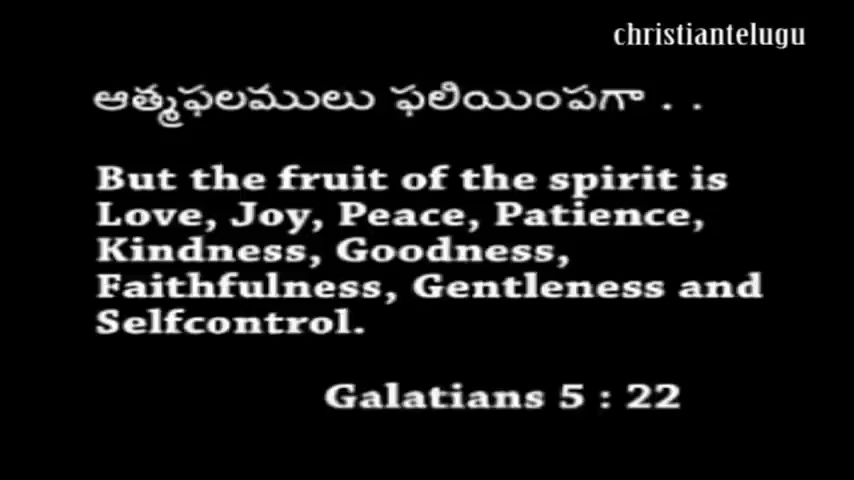 christiantelugu
ఆత్మఫలములు ఫలియింపగా . .
But the fruit of the spirit is
Love, Joy, Peace, Patience,
Kindness, Goodness,
Faithfulness, Gentleness and
Selfcontrol.
Galatians 5 : 22